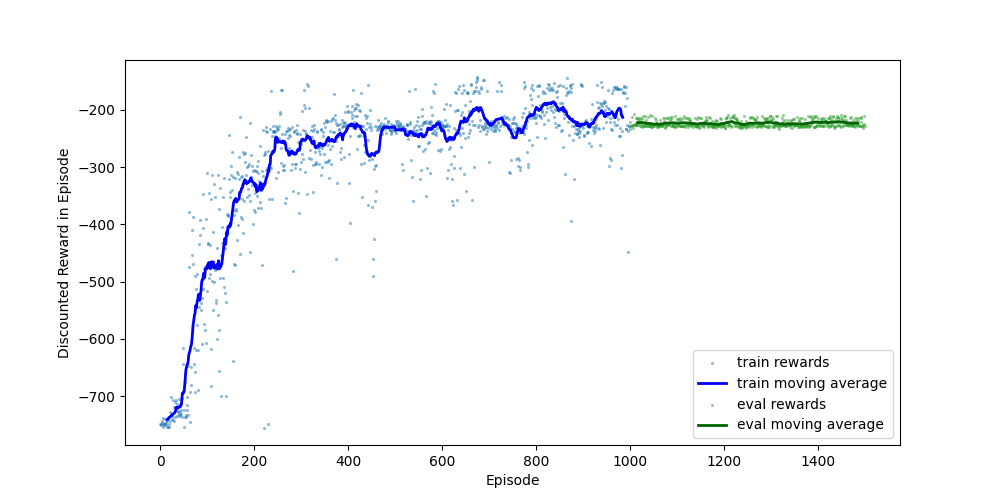 Discounted Reward in Episode
−200
−300
−400
−500
−600
−700
0 200 400 600 800 1000 1200 1400
Episode
train rewards
train moving average
eval rewards
eval moving average